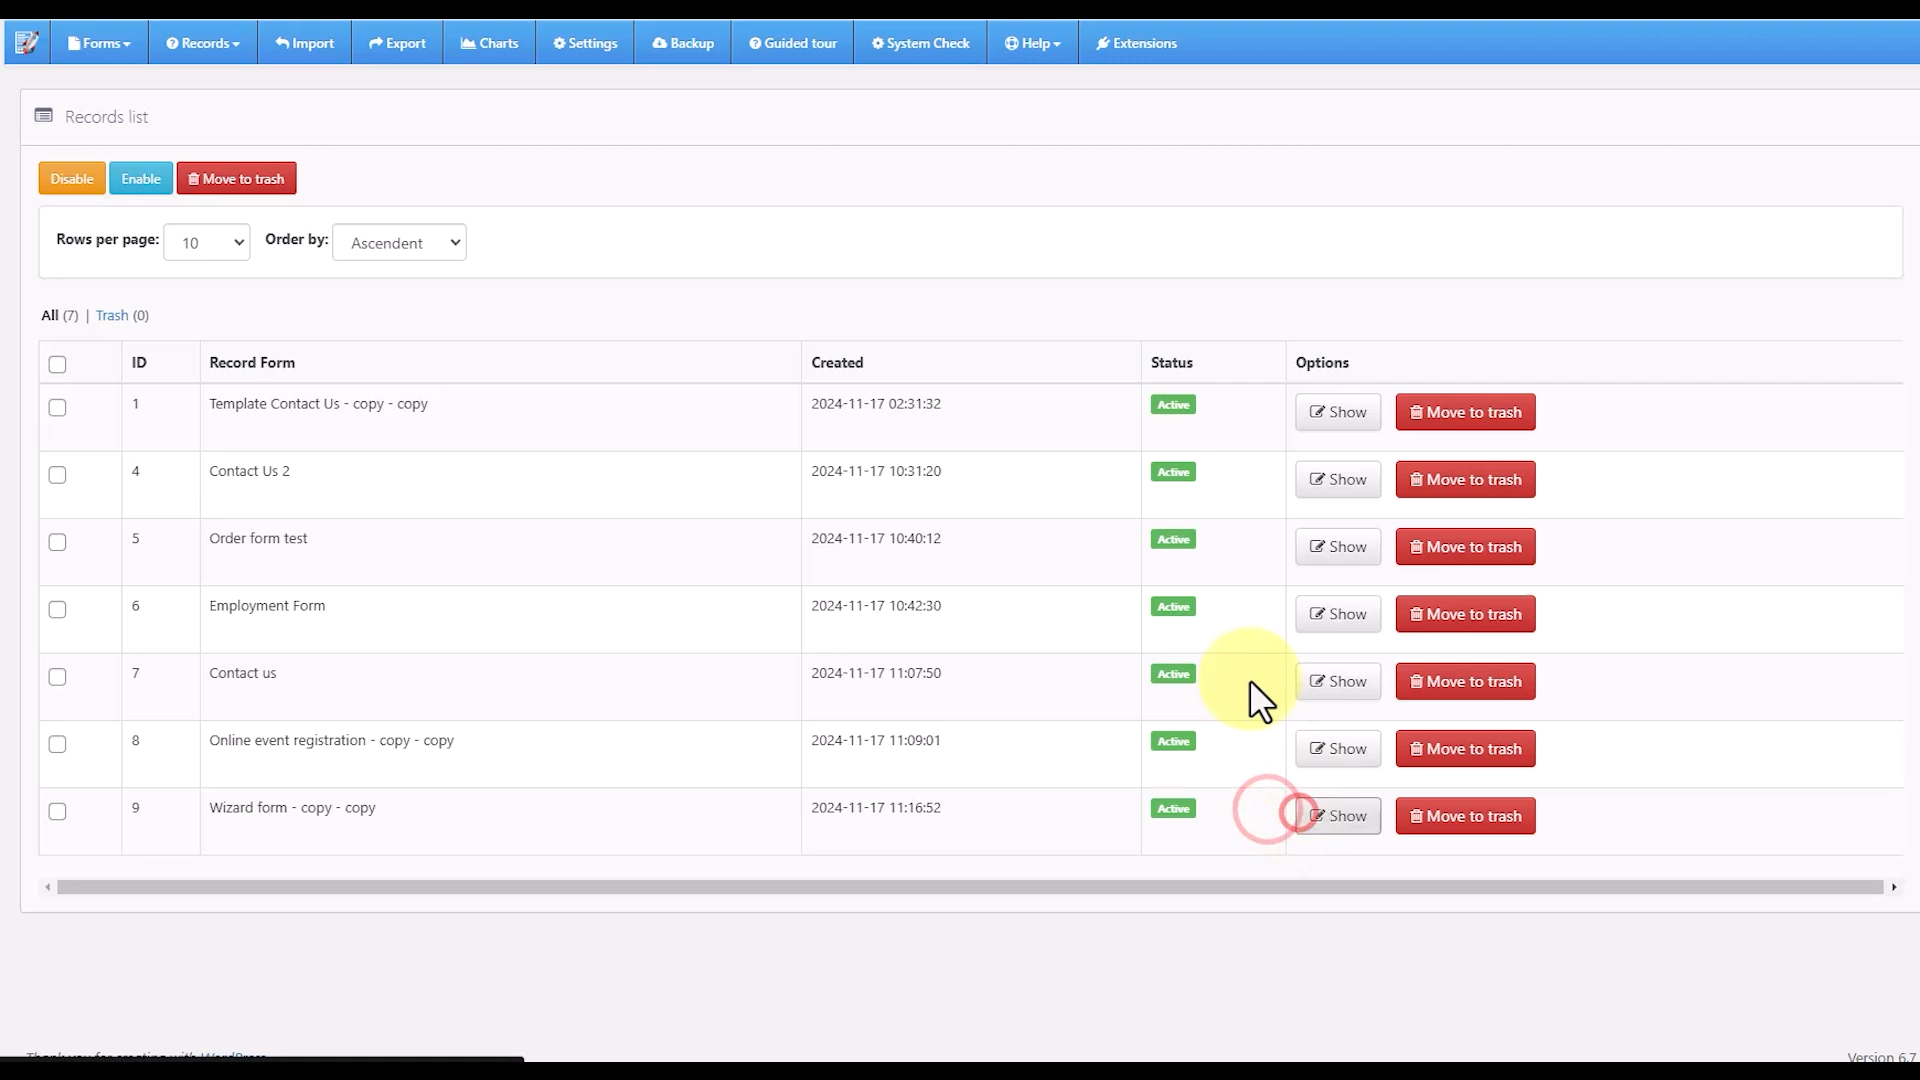 Forms Records Import Export Charts Settings Backup Guided tour System Check Help Extensions
Records list
Disable Enable Move to trash
Rows per page: 10 Order by: Ascendent
All (7) | Trash (0)
ID Record Form Created Status Options
1 Template Contact Us - copy - copy 2024-11-17 02:31:32 Active Show Move to trash
4 Contact Us 2 2024-11-17 10:31:20 Active Show Move to trash
5 Order form test 2024-11-17 10:40:12 Active Show Move to trash
6 Employment Form 2024-11-17 10:42:30 Active Show Move to trash
7 Contact us 2024-11-17 11:07:50 Active Show Move to trash
8 Online event registration - copy - copy 2024-11-17 11:09:01 Active Show Move to trash
9 Wizard form - copy - copy 2024-11-17 11:16:52 Active Show Move to trash
Thank you for creating with WordPress Version 6.7